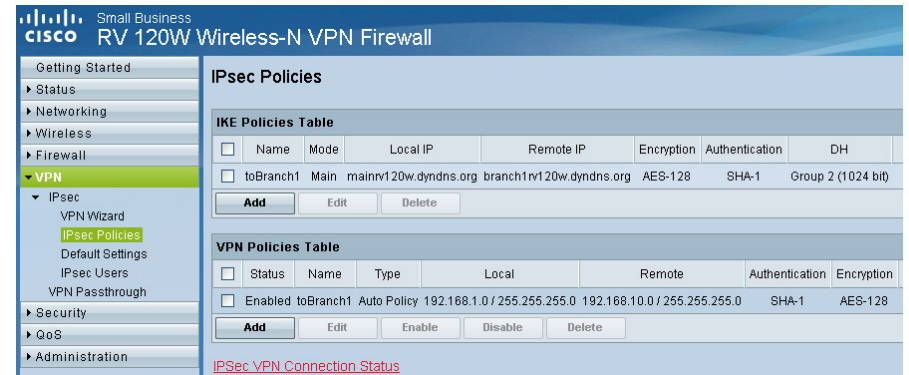 Small Business
CISCO RV 120W Wireless-N VPN Firewall
Getting Started
Status
Networking
Wireless
Firewall
VPN
IPsec
VPN Wizard
IPsec Policies
Default Settings
IPsec Users
VPN Passthrough
Security
QoS
Administration
IPsec Policies
IKE Policies Table
Name Mode Local IP Remote IP Encryption Authentication DH
toBranch1 Main mainrv120w.dyndns.org branch1rv120w.dyndns.org AES-128 SHA-1 Group 2 (1024 bit)
Add Edit Delete
VPN Policies Table
Status Name Type Local Remote Authentication Encryption
Enabled toBranch1 Auto Policy 192.168.1.0 / 255.255.255.0 192.168.10.0 / 255.255.255.0 SHA-1 AES-128
Add Edit Enable Disable Delete
IPSec VPN Connection Status